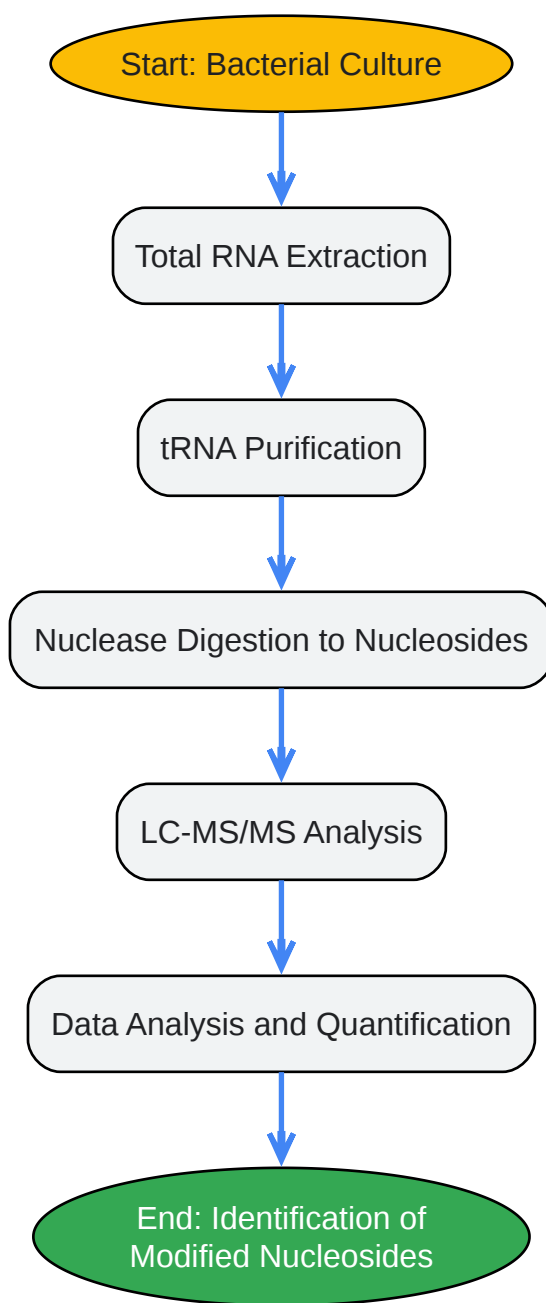 Start: Bacterial Culture
Total RNA Extraction
tRNA Purification
Nuclease Digestion to Nucleosides
LC-MS/MS Analysis
Data Analysis and Quantification
End: Identification of
Modified Nucleosides